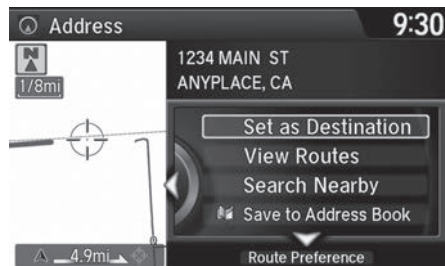 Address
9:30
N
1/8mi
1234 MAIN ST
ANYPLACE, CA
Set as Destination
View Routes
Search Nearby
Save to Address Book
4.9mi
Route Preference